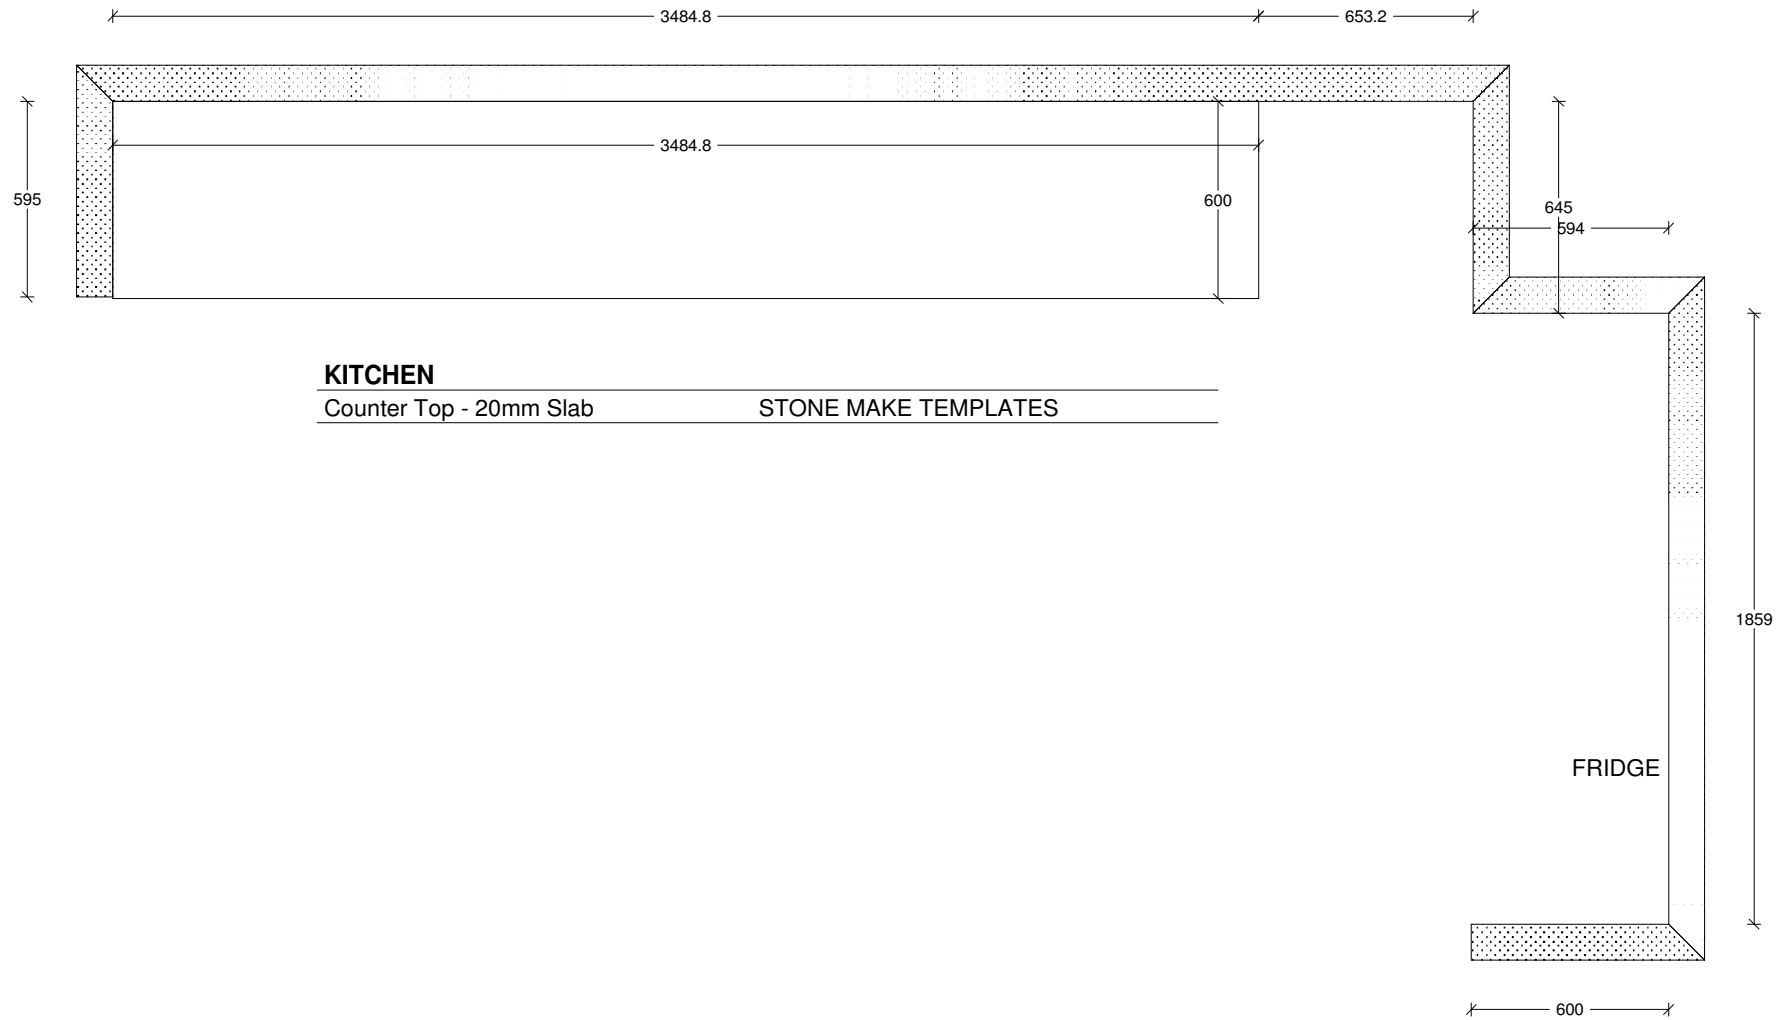 3484.8 653.2
3484.8
595
600
645
594
KITCHEN
Counter Top - 20mm Slab STONE MAKE TEMPLATES
1859
FRIDGE
600